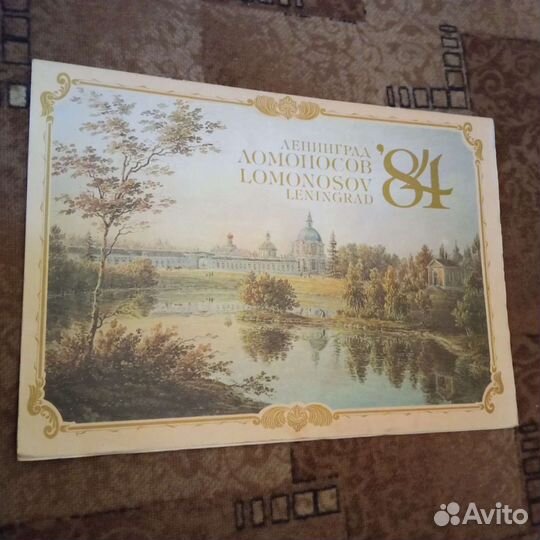 ЛЕНИНГРАД
ЛОМОНОСОВ '84
LOMONOSOV
LENINGRAD
Avito